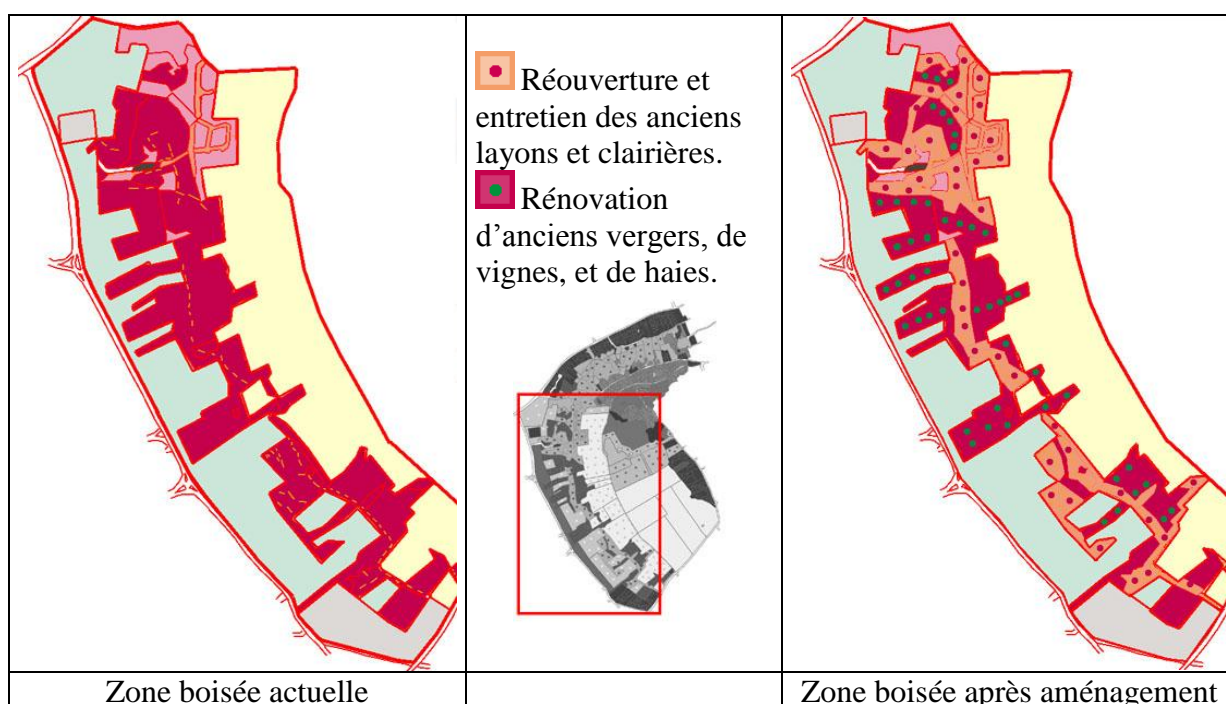 Réouverture et
entretien des anciens
layons et clairières.
Rénovation
d’anciens vergers, de
vignes, et de haies.
Zone boisée actuelle
Zone boisée après aménagement